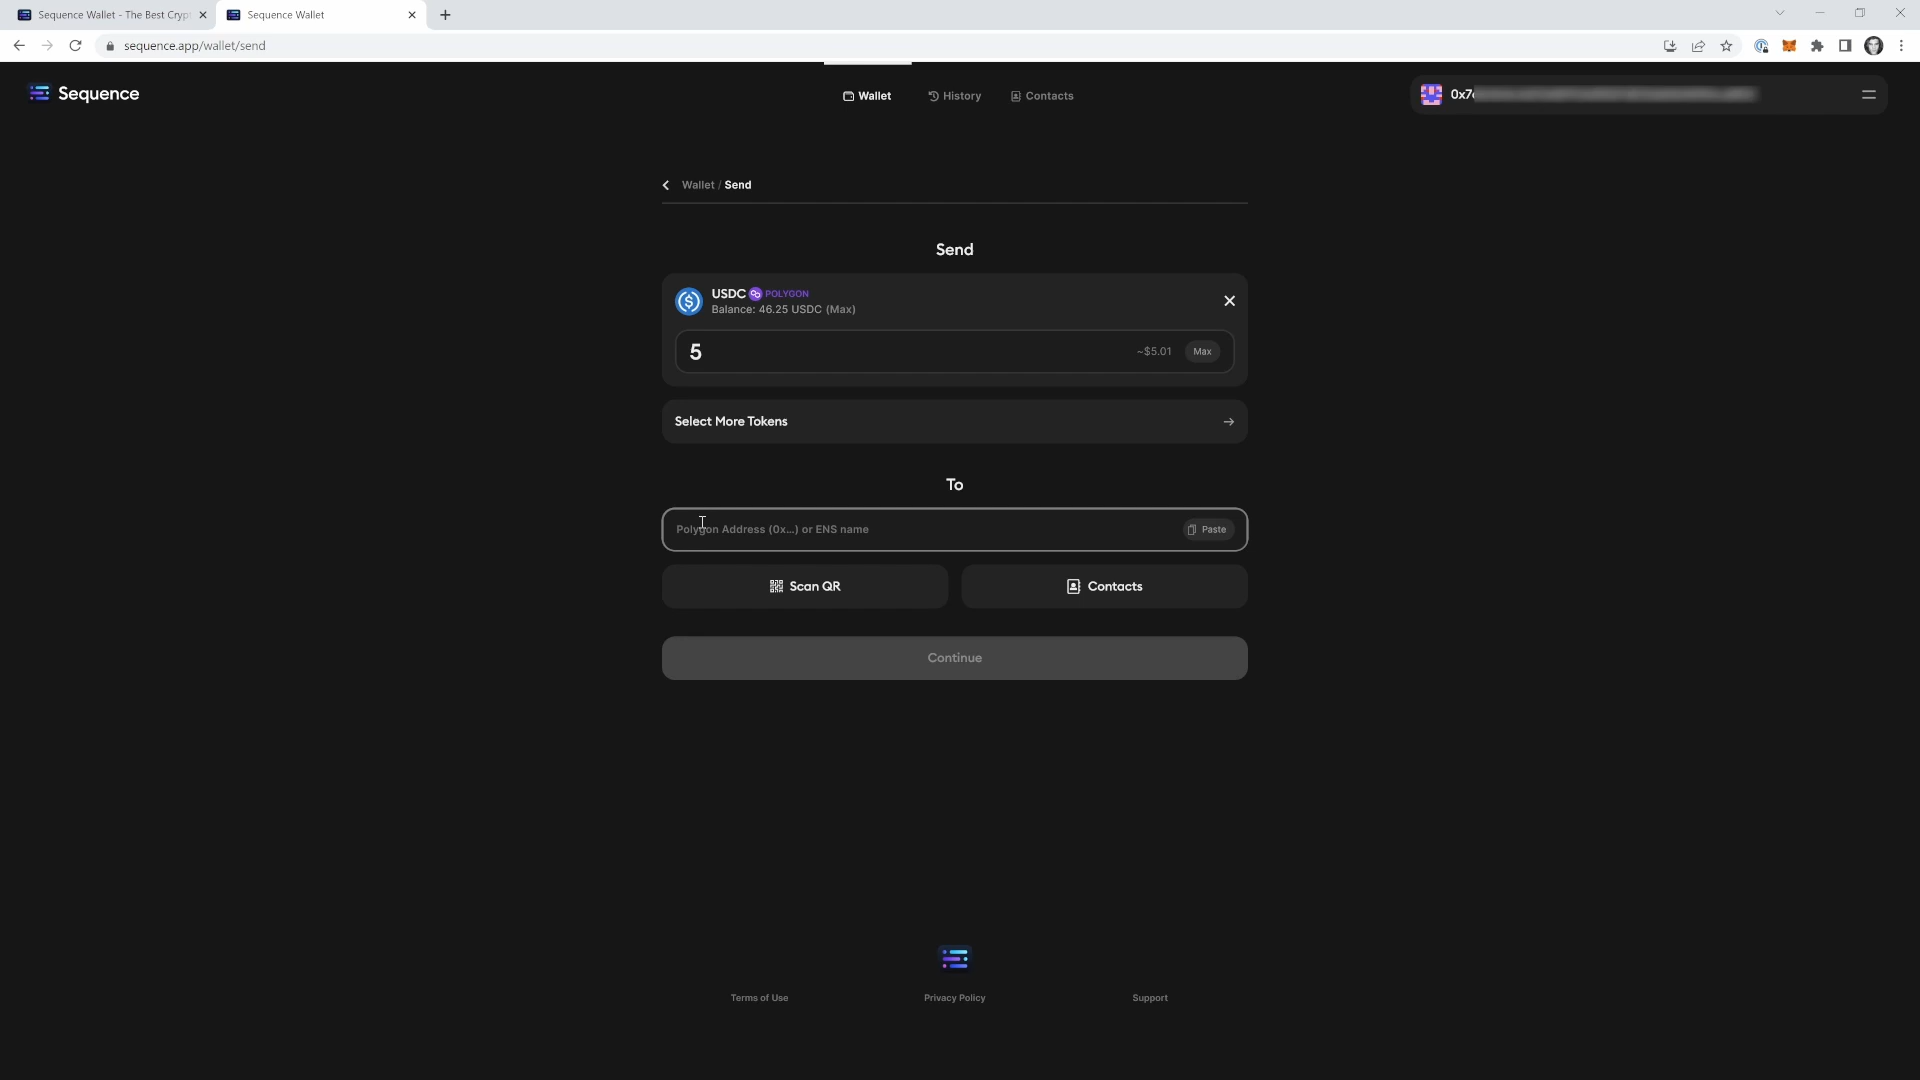 Sequence Wallet - The Best Cryp
Sequence Wallet
sequence.app/wallet/send
Sequence
Wallet
History
Contacts
0x7
Wallet / Send
Send
USDC POLYGON
Balance: 46.25 USDC (Max)
5
~$5.01
Max
Select More Tokens
To
Polygon Address (0x...) or ENS name
Paste
Scan QR
Contacts
Continue
Terms of Use
Privacy Policy
Support